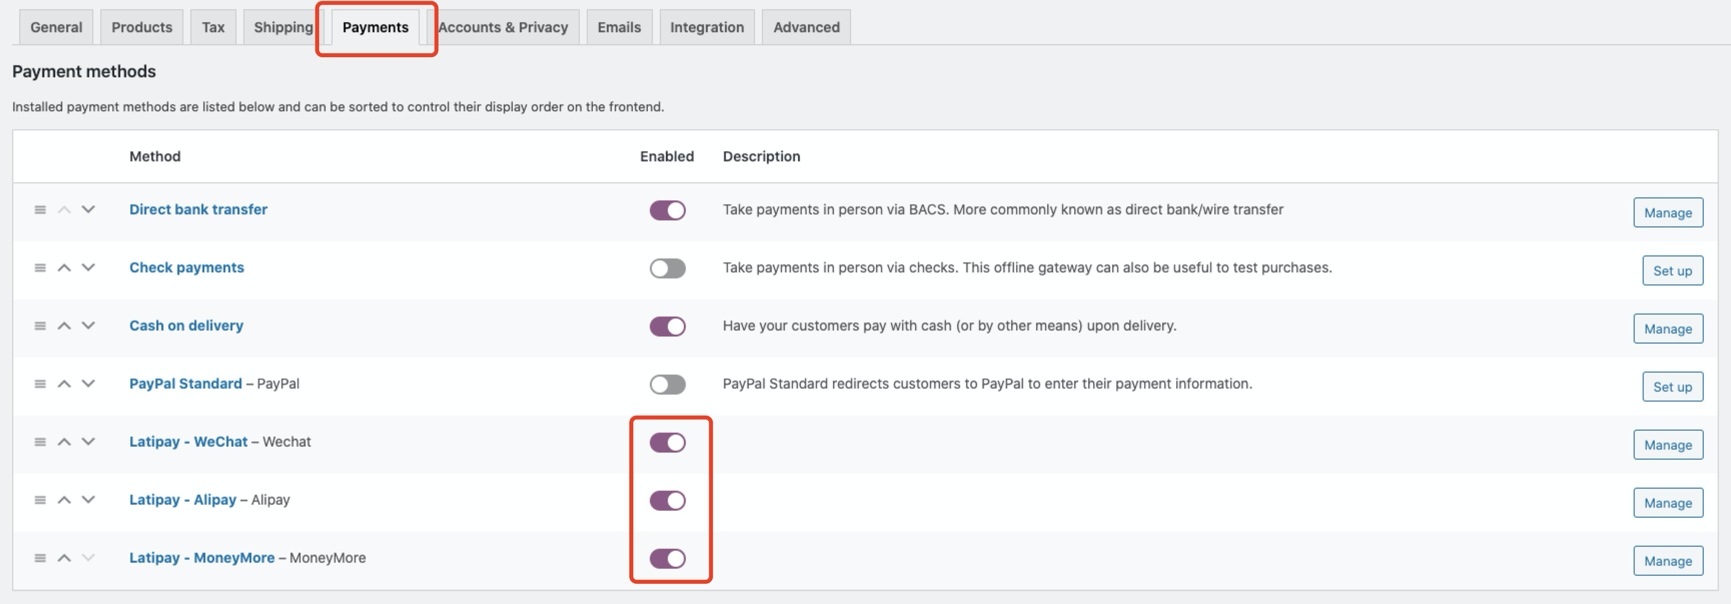 General Products Tax Shipping Payments Accounts & Privacy Emails Integration Advanced
Payment methods
Installed payment methods are listed below and can be sorted to control their display order on the frontend.
Method Enabled Description
Direct bank transfer Take payments in person via BACS. More commonly known as direct bank/wire transfer Manage
Check payments Take payments in person via checks. This offline gateway can also be useful to test purchases. Set up
Cash on delivery Have your customers pay with cash (or by other means) upon delivery. Manage
PayPal Standard – PayPal PayPal Standard redirects customers to PayPal to enter their payment information. Set up
Latipay - WeChat – Wechat Manage
Latipay - Alipay – Alipay Manage
Latipay - MoneyMore – MoneyMore Manage